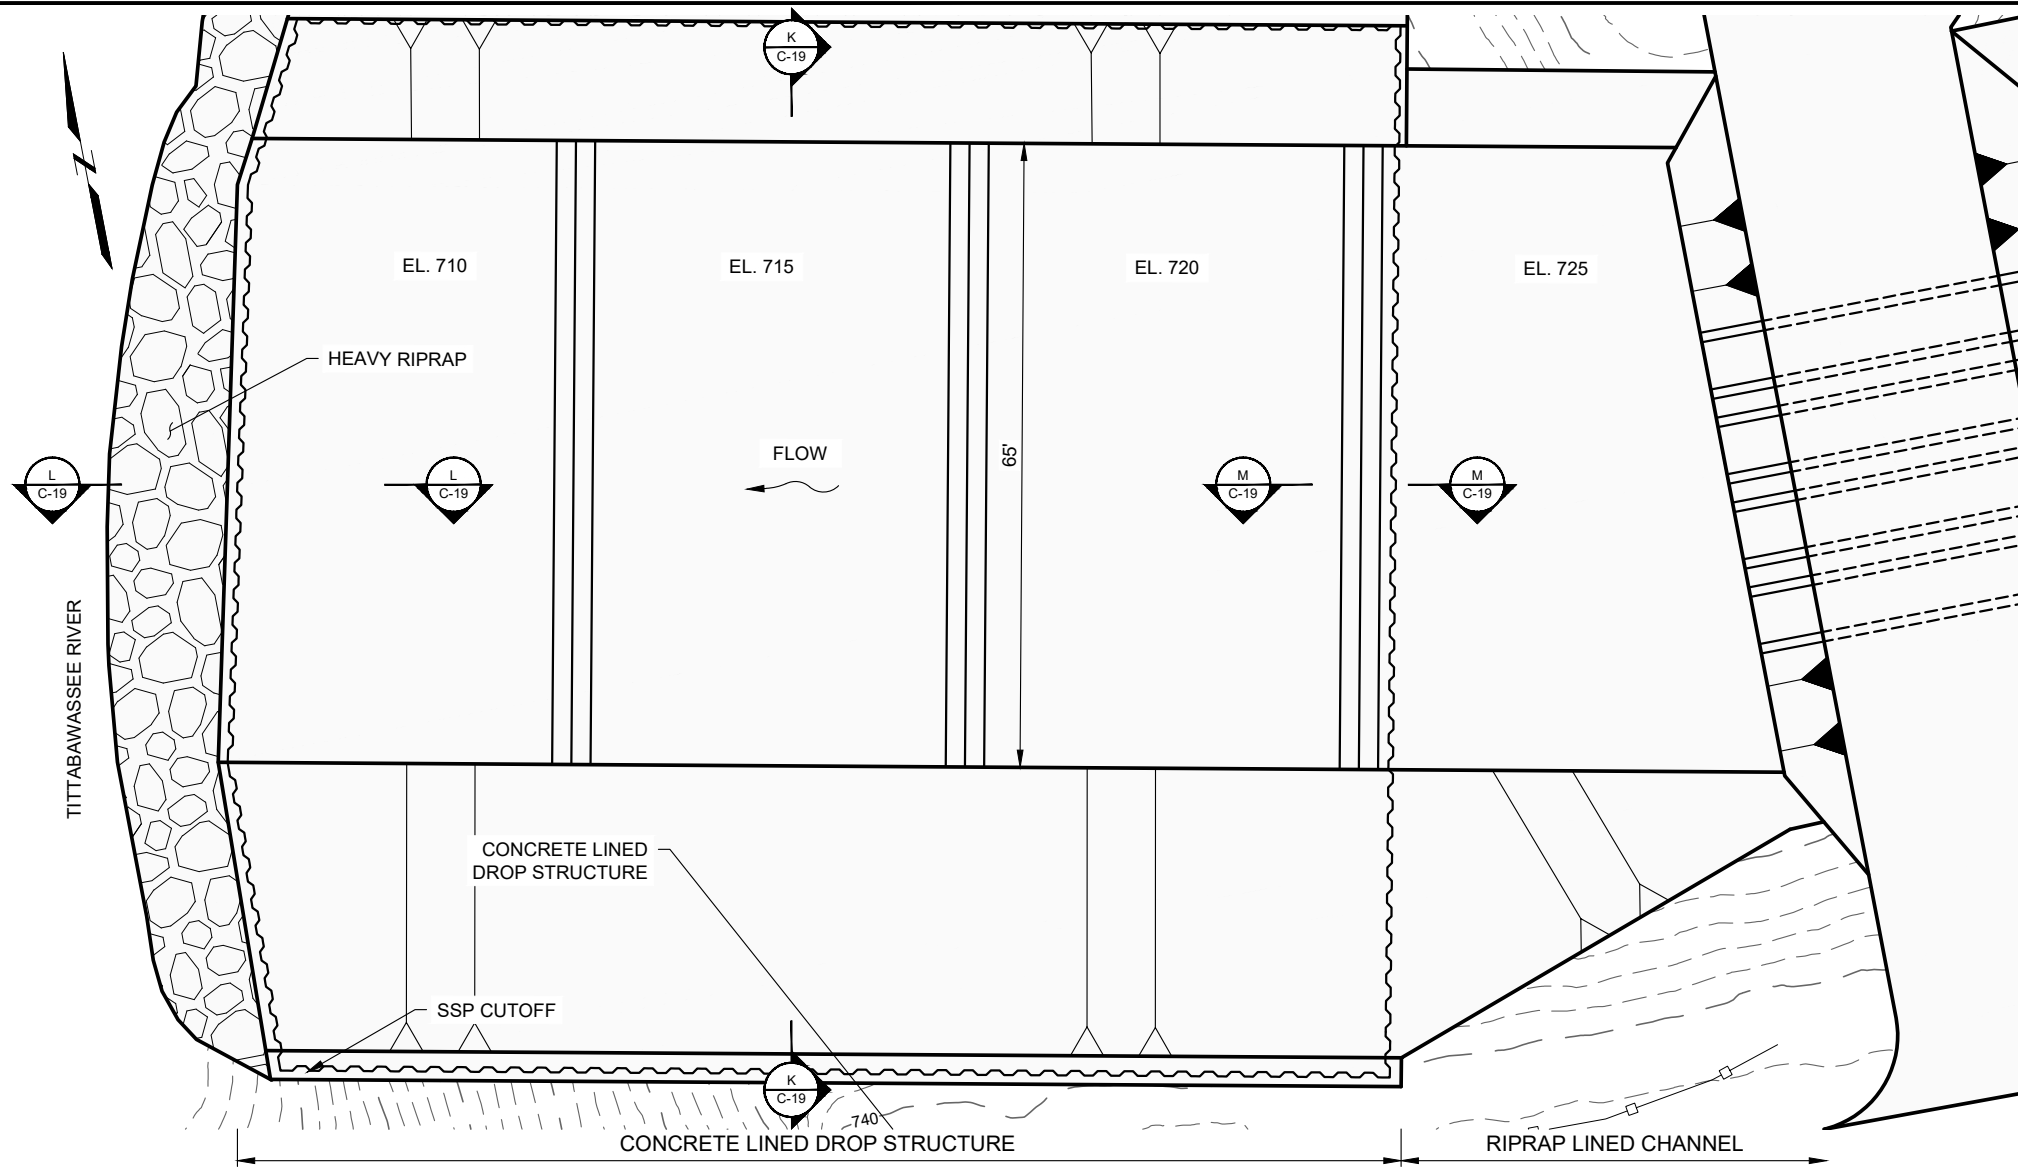 K
C-19
EL. 710
EL. 715
EL. 720
EL. 725
HEAVY RIPRAP
FLOW
65'
L
C-19
L
C-19
M
C-19
M
C-19
TITTABAWASSEE RIVER
CONCRETE LINED
DROP STRUCTURE
SSP CUTOFF
K
C-19
740
CONCRETE LINED DROP STRUCTURE
RIPRAP LINED CHANNEL
N